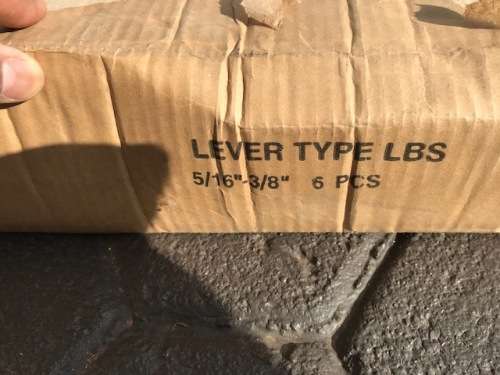 LEVER TYPE LBS
5/16"-3/8" 6 PCS